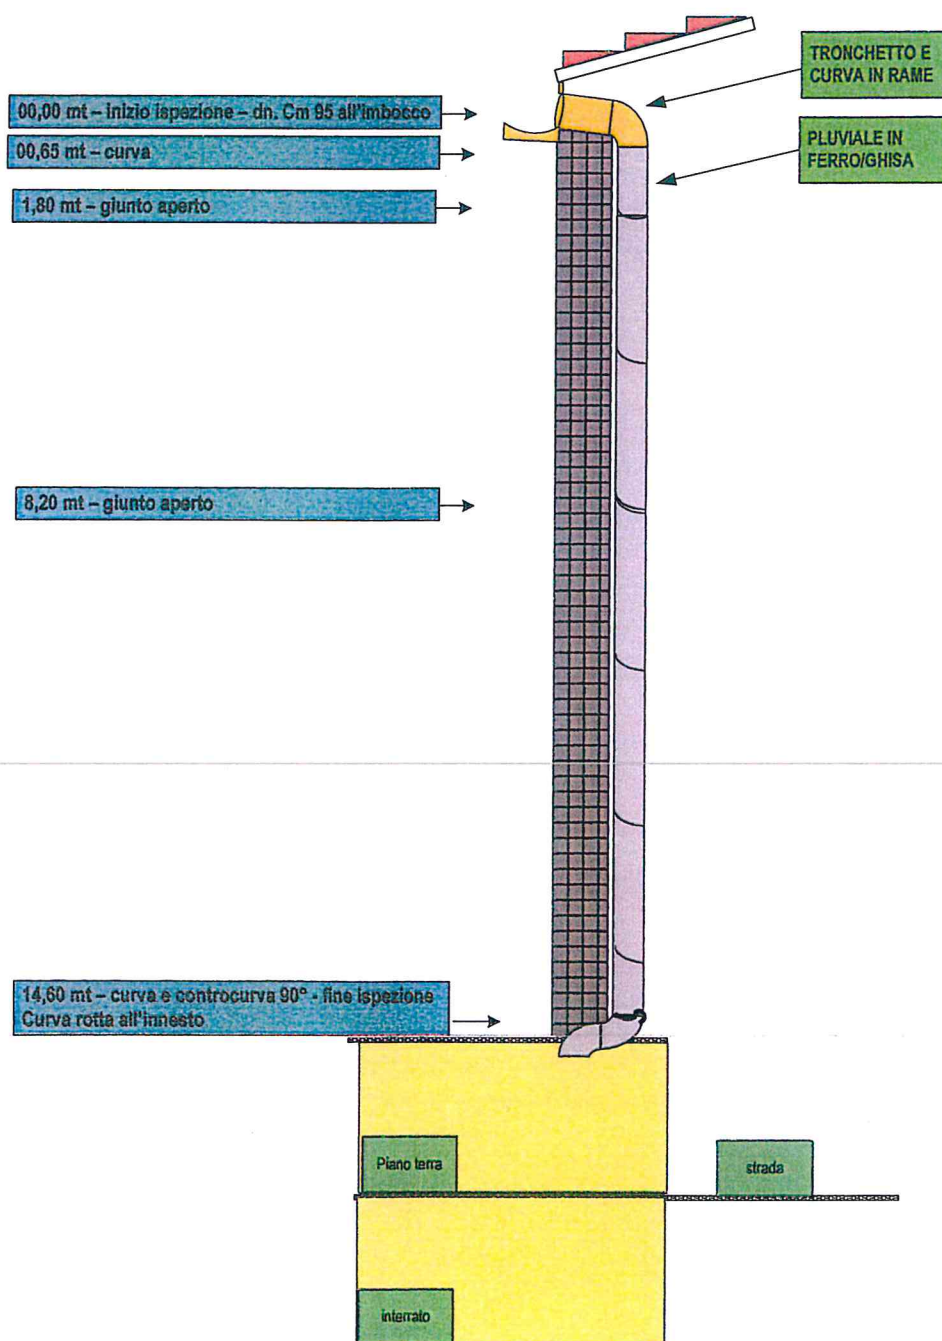 TRONCHETTO E
CURVA IN RAME
00,00 mt – inizio ispezione – dn. Cm 95 all'imbocco
PLUVIALE IN
FERRO/GHISA
00,65 mt – curva
1,80 mt – giunto aperto
8,20 mt – giunto aperto
14,60 mt – curva e controcurva 90° - fine ispezione
Curva rotta all'innesto
Piano terra
strada
interrato